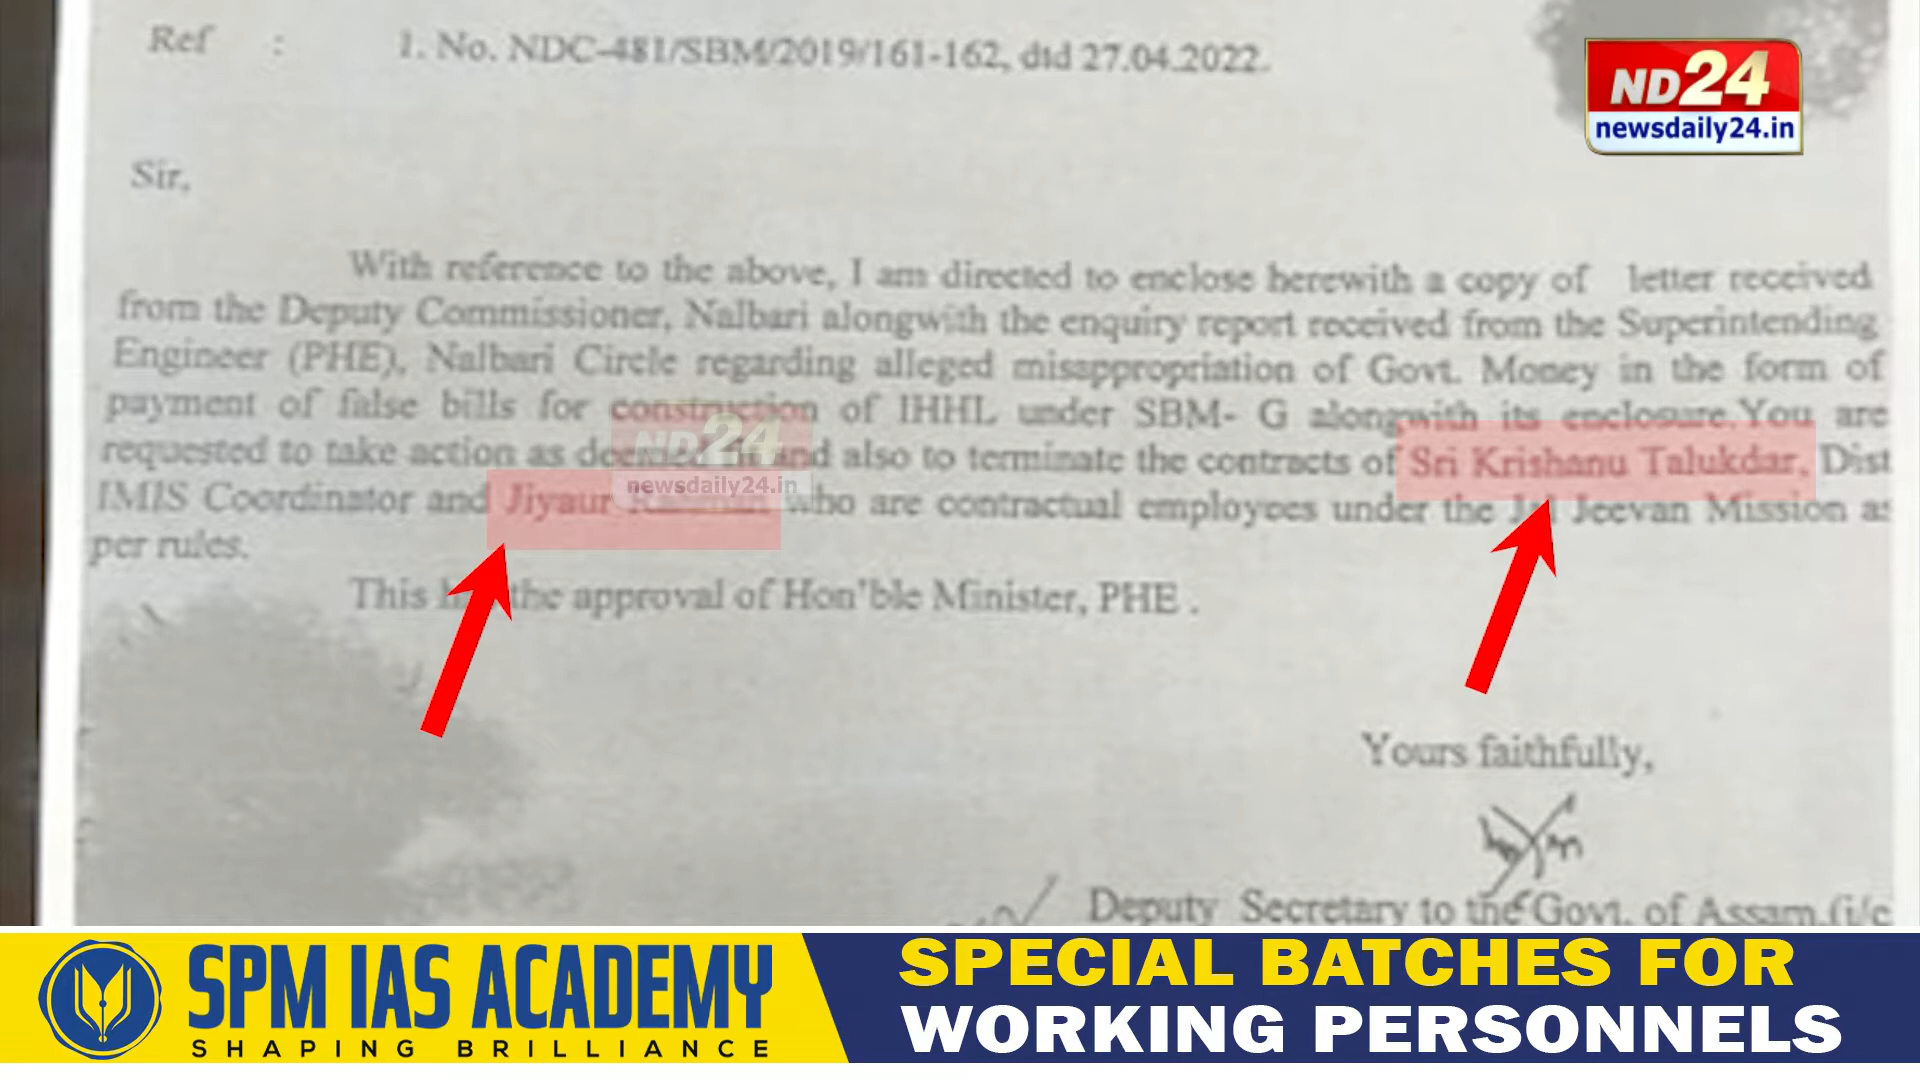 Ref : 1. No. NDC-481/SBM/2019/161-162, dtd 27.04.2022.
ND24
newsdaily24.in
Sir,
With reference to the above, I am directed to enclose herewith a copy of letter received
from the Deputy Commissioner, Nalbari alongwith the enquiry report received from the Superintending
Engineer (PHE), Nalbari Circle regarding alleged misappropriation of Govt. Money in the form of
payment of false bills for construction of IHHL under SBM- G alongwith its enclosure. You are
requested to take action as and also to terminate the contracts of Sri Krishanu Talukdar, Dist
IMIS Coordinator and Jiyaur who are contractual employees under the Jal Jeevan Mission as
per rules.
ND24
newsdaily24.in
This the approval of Hon'ble Minister, PHE .
Yours faithfully,
Deputy Secretary to the Govt. of Assam (i/c
SPM IAS ACADEMY
SHAPING BRILLIANCE
SPECIAL BATCHES FOR
WORKING PERSONNELS